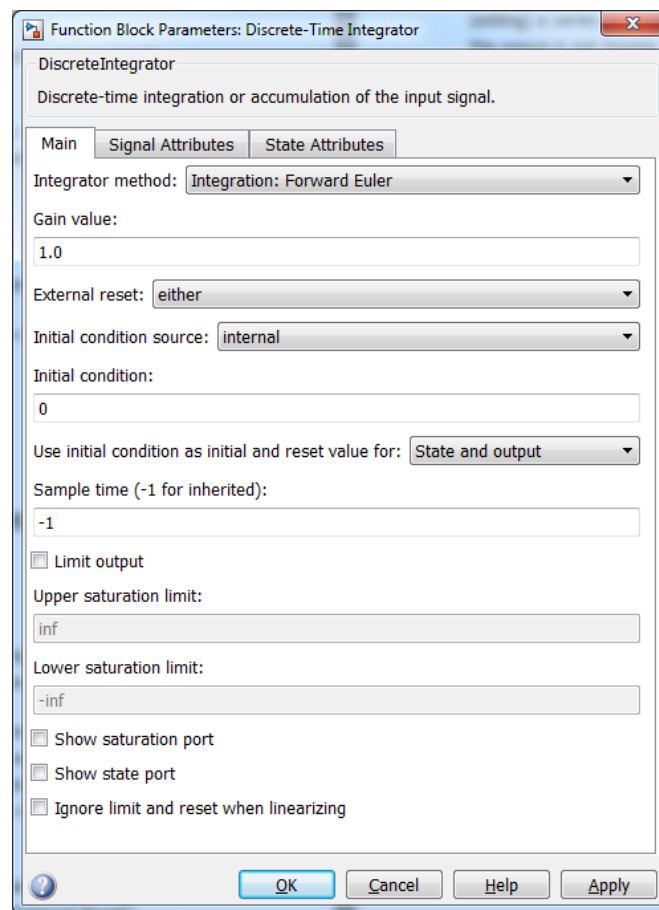 Function Block Parameters: Discrete-Time Integrator
DiscreteIntegrator
Discrete-time integration or accumulation of the input signal.
Main Signal Attributes State Attributes
Integrator method: Integration: Forward Euler
Gain value:
1.0
External reset: either
Initial condition source: internal
Initial condition:
0
Use initial condition as initial and reset value for: State and output
Sample time (-1 for inherited):
-1
Limit output
Upper saturation limit:
inf
Lower saturation limit:
-inf
Show saturation port
Show state port
Ignore limit and reset when linearizing
OK Cancel Help Apply